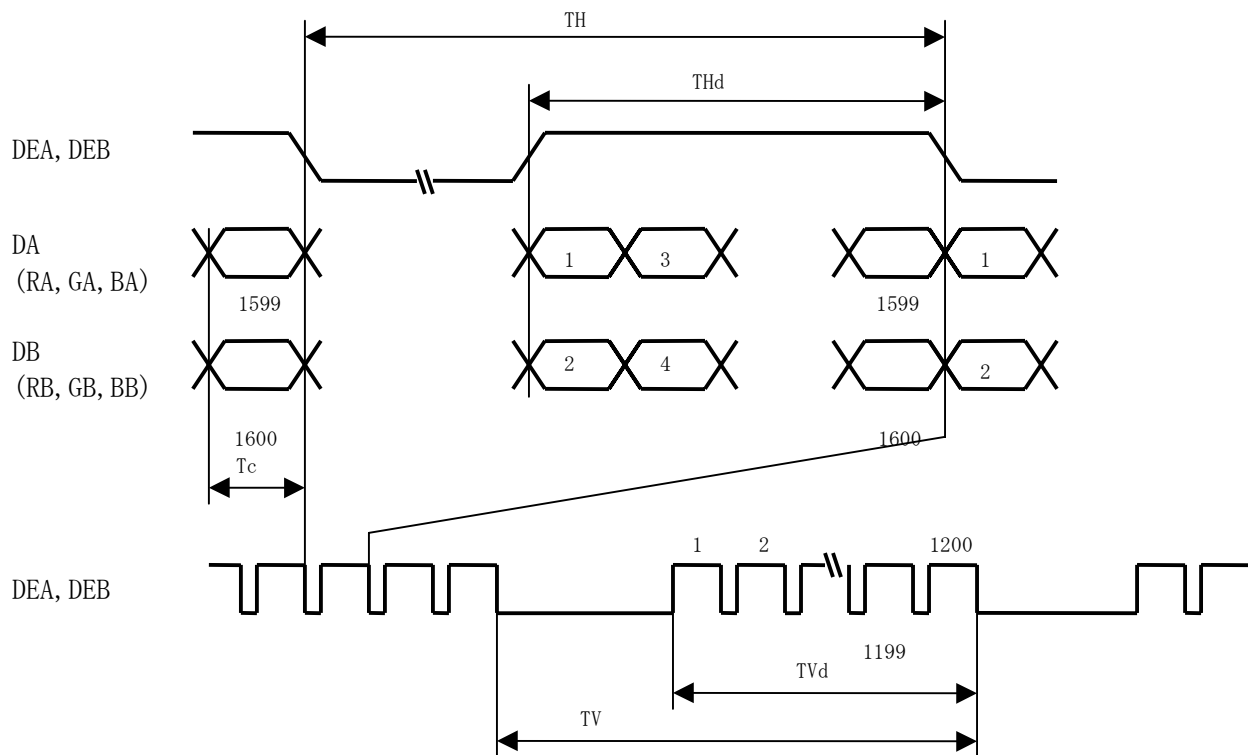 TH
THd
DEA, DEB
DA
(RA, GA, BA)
1 3 1
1599 1599
DB
(RB, GB, BB)
2 4 2
1600 1600
Tc
1 2 1200
DEA, DEB
1199
TVd
TV